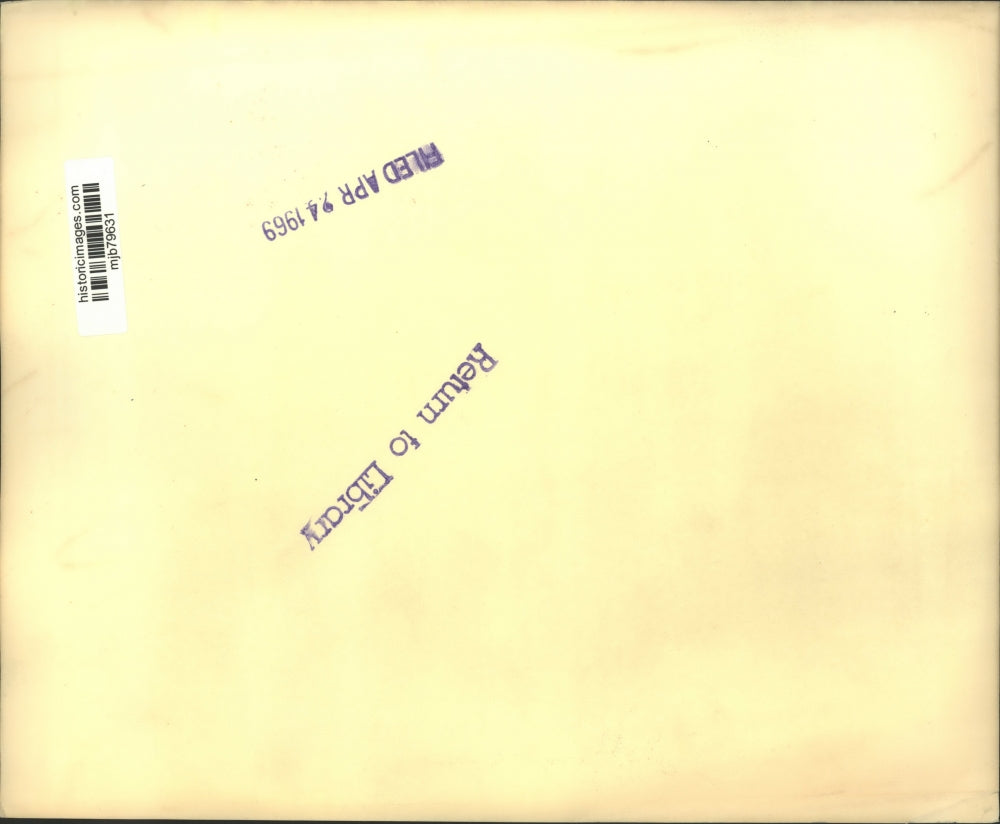 historicimages.com
mjb79631
FILED APR 24 1969
Return to Library